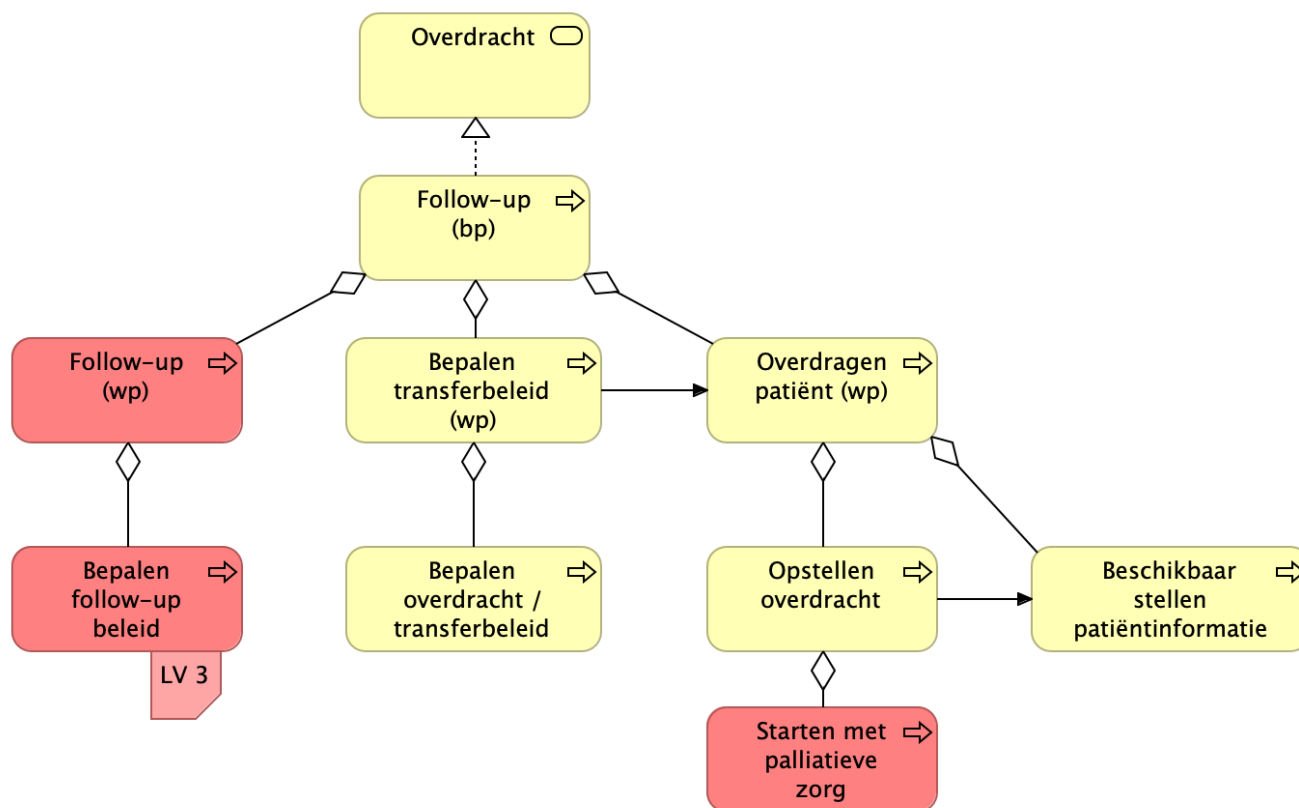 Overdracht
Follow-up
(bp)
Follow-up
(wp)
Bepalen
transferbeleid
(wp)
Overdragen
patiënt (wp)
Bepalen
follow-up
beleid
LV 3
Bepalen
overdracht /
transferbeleid
Opstellen
overdracht
Beschikbaar
stellen
patiëntinformatie
Starten met
palliatieve
zorg